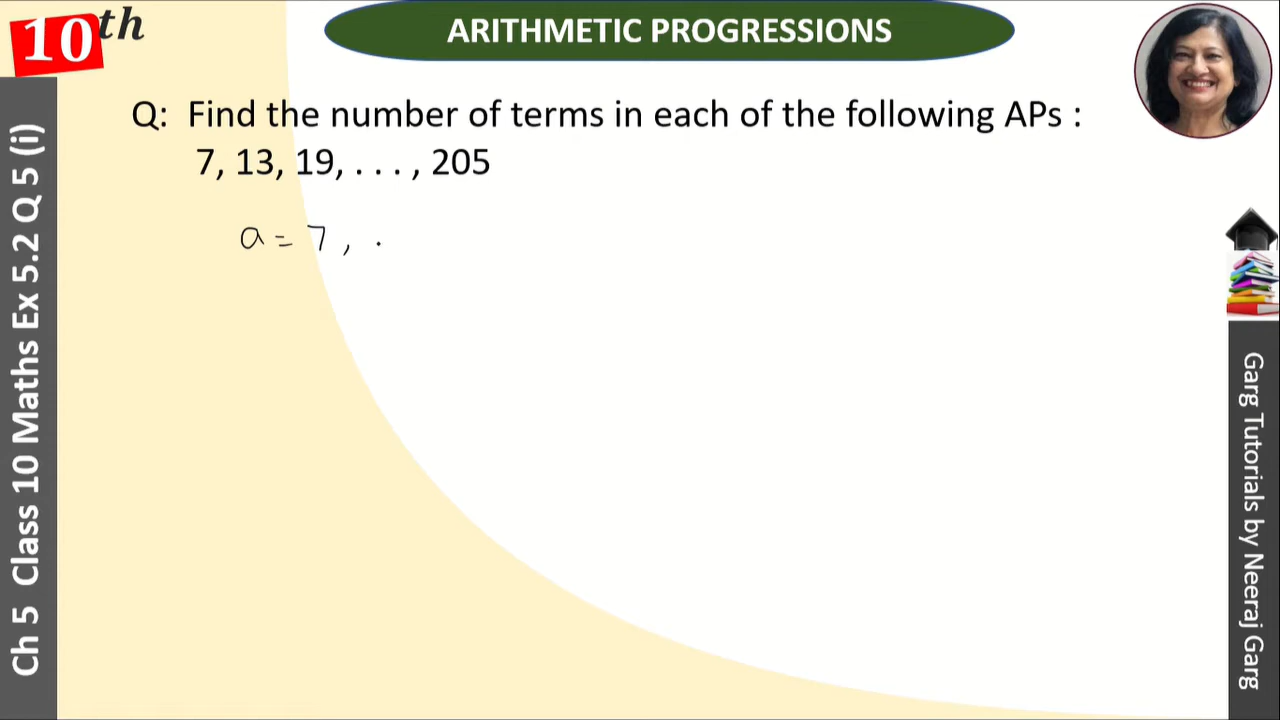 10th
ARITHMETIC PROGRESSIONS
Q: Find the number of terms in each of the following APs :
7, 13, 19, . . . , 205
a = 7 , .
Ch 5 Class 10 Maths Ex 5.2 Q 5 (i)
Garg Tutorials by Neeraj Garg